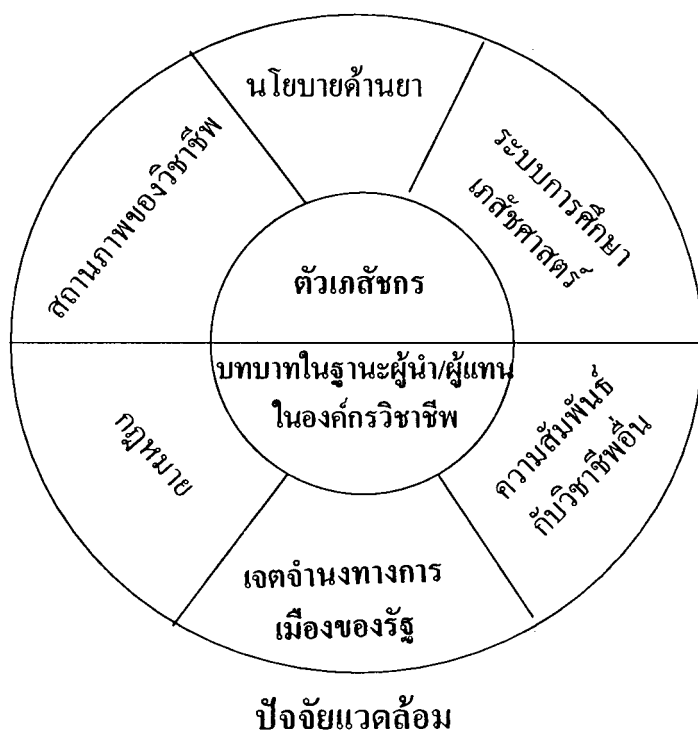 นโยบายด้านยา
สถานภาพของวิชาชีพ
ระบบการศึกษา
เภสัชศาสตร์
ตัวเภสัชกร
บทบาทในฐานะผู้นำ/ผู้แทน
ในองค์กรวิชาชีพ
กฎหมาย
ความสัมพันธ์
กับวิชาชีพอื่น
เจตจำนงทางการ
เมืองของรัฐ
ปัจจัยแวดล้อม